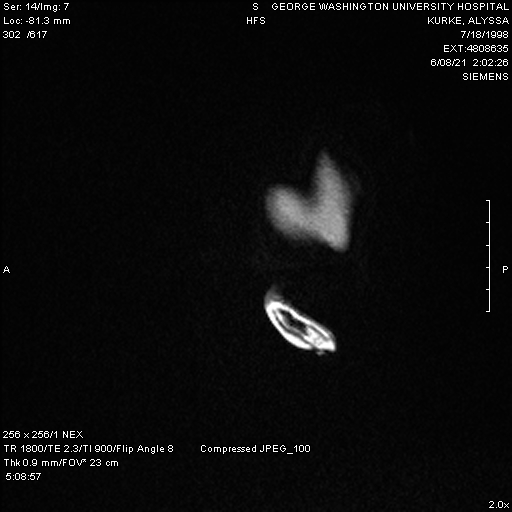 Ser: 14/Img: 7
Loc: -81.3 mm
302 /617
S
HFS
GEORGE WASHINGTON UNIVERSITY HOSPITAL
KURKE, ALYSSA
7/18/1998
EXT:4808635
6/08/21 2:02:26
SIEMENS
A
P
256 x 256/1 NEX
TR 1800/TE 2.3/TI 900/Flip Angle 8
Compressed JPEG_100
Thk 0.9 mm/FOV* 23 cm
5:08:57
2.0x